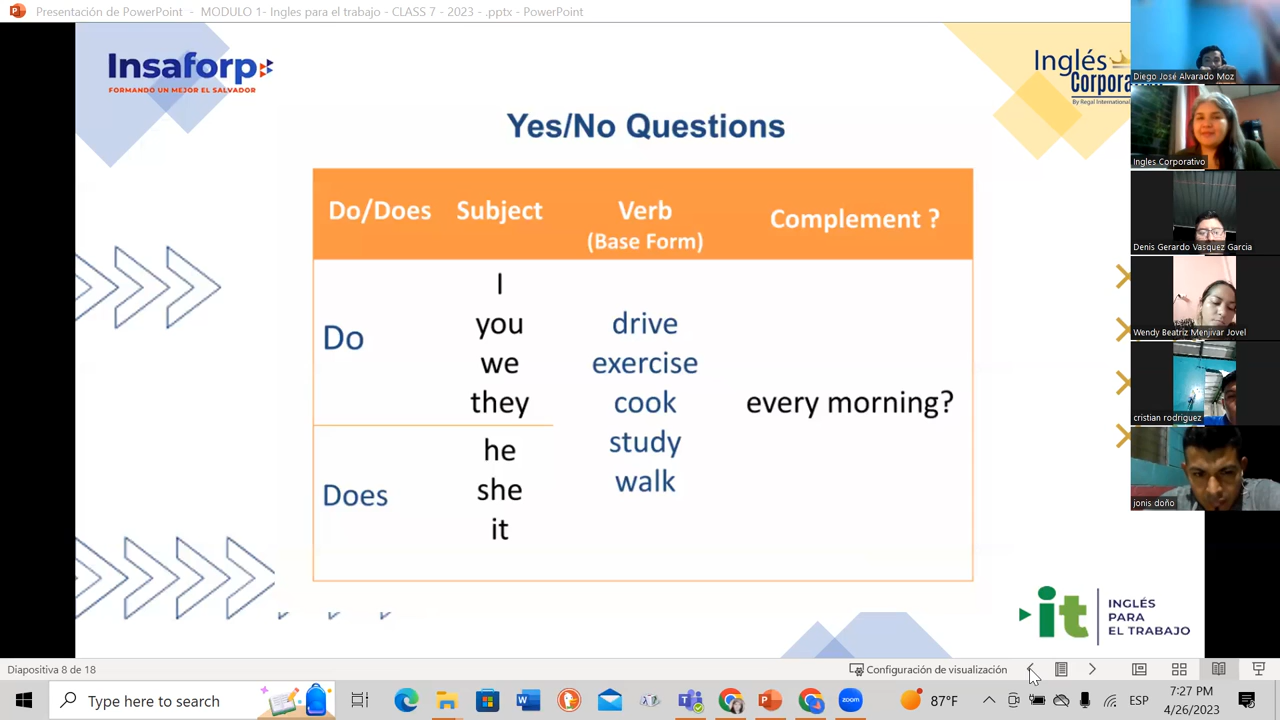 Presentación de PowerPoint - MODULO 1- Ingles para el trabajo - CLASS 7 - 2023 - .pptx - PowerPoint
Insaforp
FORMANDO UN MEJOR EL SALVADOR
Inglés
Corpora
By Regal International
Yes/No Questions
Do/Does Subject Verb (Base Form) Complement ?
Do
I
you
we
they
Does
he
she
it
drive
exercise
cook
study
walk
every morning?
Diego José Alvarado Moz
Ingles Corporativo
Denis Gerardo Vasquez Garcia
Wendy Beatriz Menjivar Jovel
cristian rodriguez
jonis doño
it
INGLÉS
PARA
EL TRABAJO
Diapositiva 8 de 18
Configuración de visualización
Type here to search
zoom
87°F
ESP
7:27 PM
4/26/2023